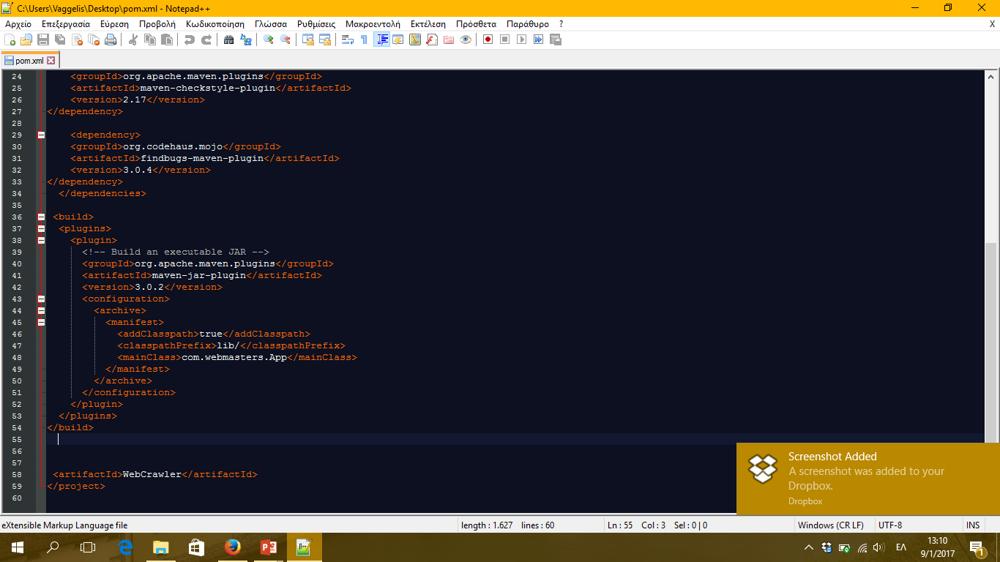 C:\Users\Vaggelis\Desktop\pom.xml - Notepad++
Αρχείο Επεξεργασία Εύρεση Προβολή Κωδικοποίηση Γλώσσα Ρυθμίσεις Μακροεντολή Εκτέλεση Πρόσθετα Παράθυρο ? X
pom.xml
24 <groupId>org.apache.maven.plugins</groupId>
25 <artifactId>maven-checkstyle-plugin</artifactId>
26 <version>2.17</version>
27 </dependency>
28
29 <dependency>
30 <groupId>org.codehaus.mojo</groupId>
31 <artifactId>findbugs-maven-plugin</artifactId>
32 <version>3.0.4</version>
33 </dependency>
34 </dependencies>
35
36 <build>
37 <plugins>
38 <plugin>
39 <!-- Build an executable JAR -->
40 <groupId>org.apache.maven.plugins</groupId>
41 <artifactId>maven-jar-plugin</artifactId>
42 <version>3.0.2</version>
43 <configuration>
44 <archive>
45 <manifest>
46 <addClasspath>true</addClasspath>
47 <classpathPrefix>lib/</classpathPrefix>
48 <mainClass>com.webmasters.App</mainClass>
49 </manifest>
50 </archive>
51 </configuration>
52 </plugin>
53 </plugins>
54 </build>
55
56
57
58 <artifactId>WebCrawler</artifactId>
59 </project>
60
Screenshot Added
A screenshot was added to your
Dropbox.
Dropbox
eXtensible Markup Language file length : 1.627 lines : 60 Ln : 55 Col : 3 Sel : 0 | 0 Windows (CR LF) UTF-8 INS
ΕΛ
13:10
9/1/2017
1